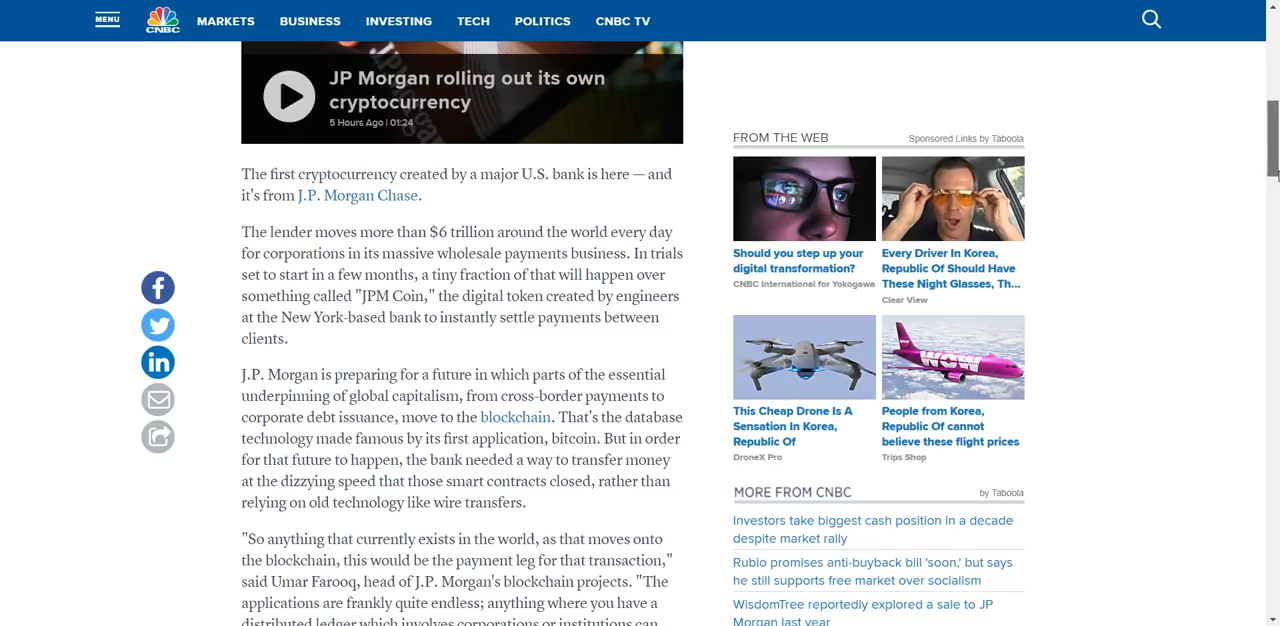 MENU
CNBC
MARKETS BUSINESS INVESTING TECH POLITICS CNBC TV
JP Morgan rolling out its own
cryptocurrency
5 Hours Ago | 01:24
The first cryptocurrency created by a major U.S. bank is here — and
it's from J.P. Morgan Chase.
The lender moves more than $6 trillion around the world every day
for corporations in its massive wholesale payments business. In trials
set to start in a few months, a tiny fraction of that will happen over
something called "JPM Coin," the digital token created by engineers
at the New York-based bank to instantly settle payments between
clients.
J.P. Morgan is preparing for a future in which parts of the essential
underpinning of global capitalism, from cross-border payments to
corporate debt issuance, move to the blockchain. That's the database
technology made famous by its first application, bitcoin. But in order
for that future to happen, the bank needed a way to transfer money
at the dizzying speed that those smart contracts closed, rather than
relying on old technology like wire transfers.
"So anything that currently exists in the world, as that moves onto
the blockchain, this would be the payment leg for that transaction,"
said Umar Farooq, head of J.P. Morgan's blockchain projects. "The
applications are frankly quite endless; anything where you have a
distributed ledger which involves corporations or institutions can
FROM THE WEB
Sponsored Links by Taboola
Should you step up your
digital transformation?
CNBC International for Yokogawa
Every Driver In Korea,
Republic Of Should Have
These Night Glasses, Th...
Clear View
WOW
This Cheap Drone Is A
Sensation In Korea,
Republic Of
DroneX Pro
People from Korea,
Republic Of cannot
believe these flight prices
Trips Shop
MORE FROM CNBC
by Taboola
Investors take biggest cash position in a decade
despite market rally
Rubio promises anti-buyback bill 'soon,' but says
he still supports free market over socialism
WisdomTree reportedly explored a sale to JP
Morgan last year